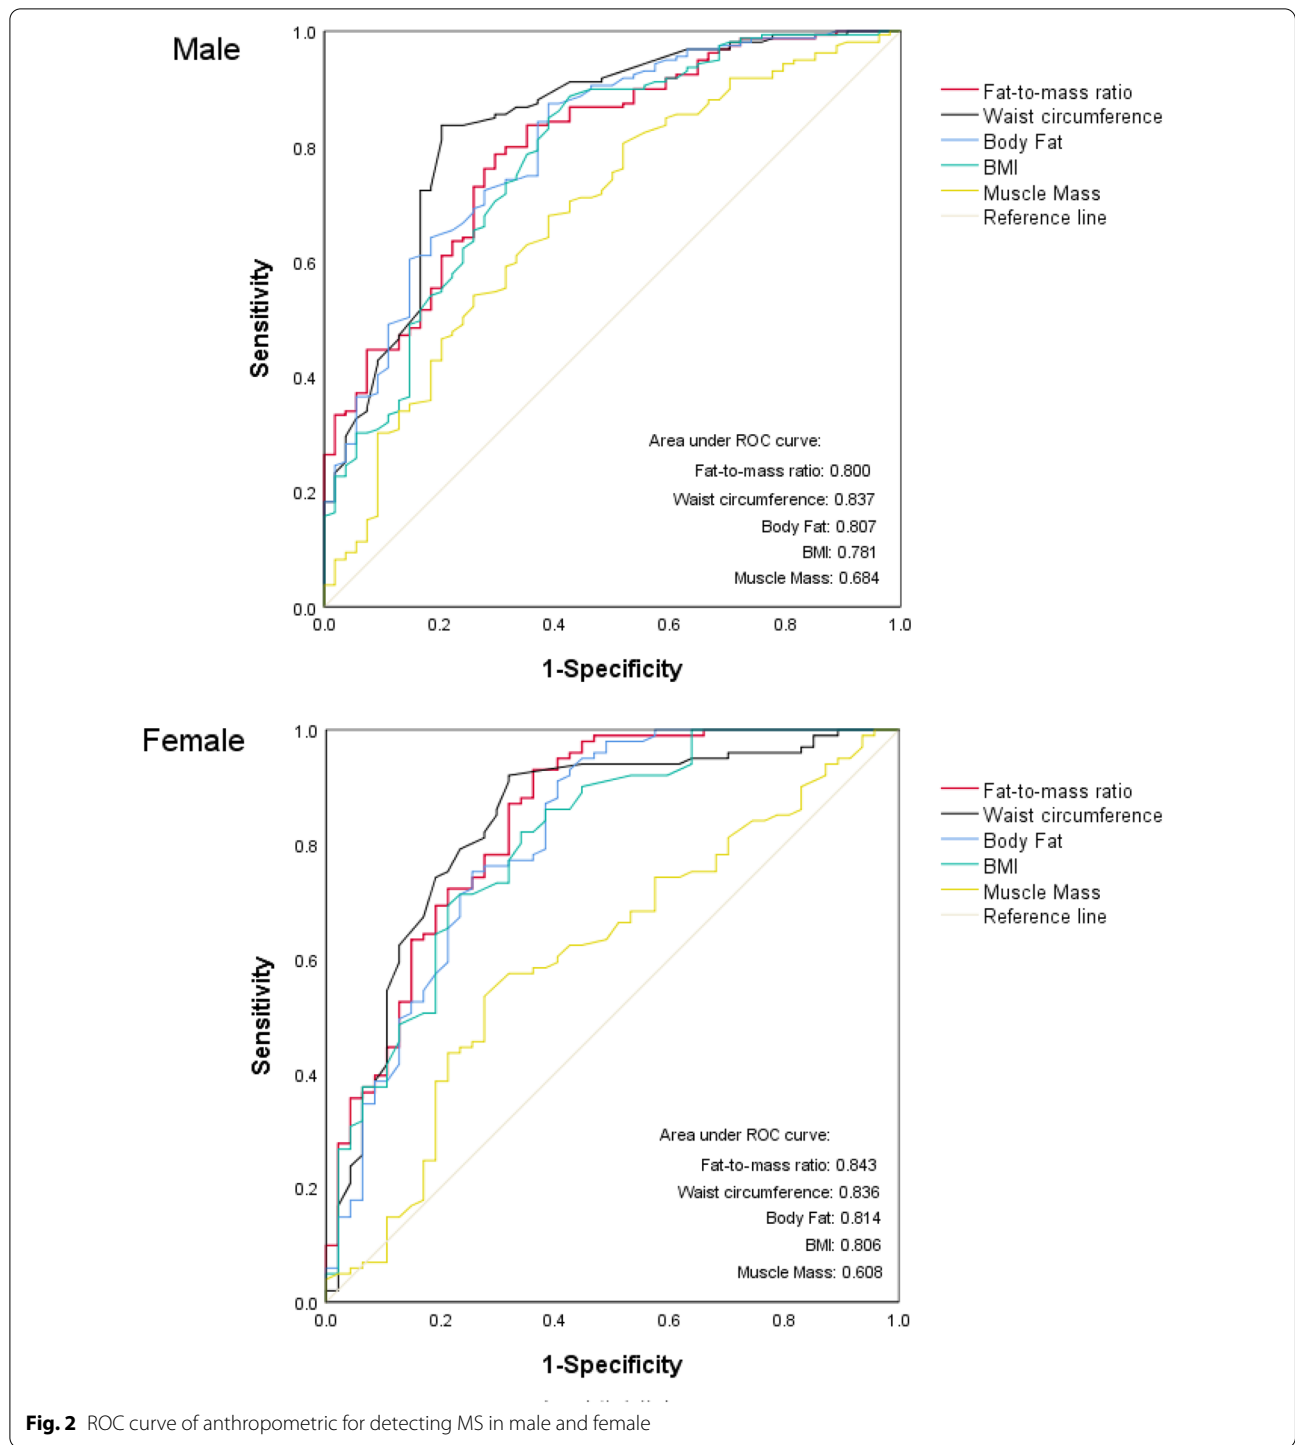 Male
1.0
0.8
0.6
0.4
0.2
0.0
Sensitivity
0.0 0.2 0.4 0.6 0.8 1.0
1-Specificity
Fat-to-mass ratio
Waist circumference
Body Fat
BMI
Muscle Mass
Reference line
Area under ROC curve:
Fat-to-mass ratio: 0.800
Waist circumference: 0.837
Body Fat: 0.807
BMI: 0.781
Muscle Mass: 0.684
Female
1.0
0.8
0.6
0.4
0.2
0.0
Sensitivity
0.0 0.2 0.4 0.6 0.8 1.0
1-Specificity
Fat-to-mass ratio
Waist circumference
Body Fat
BMI
Muscle Mass
Reference line
Area under ROC curve:
Fat-to-mass ratio: 0.843
Waist circumference: 0.836
Body Fat: 0.814
BMI: 0.806
Muscle Mass: 0.608
Fig. 2 ROC curve of anthropometric for detecting MS in male and female